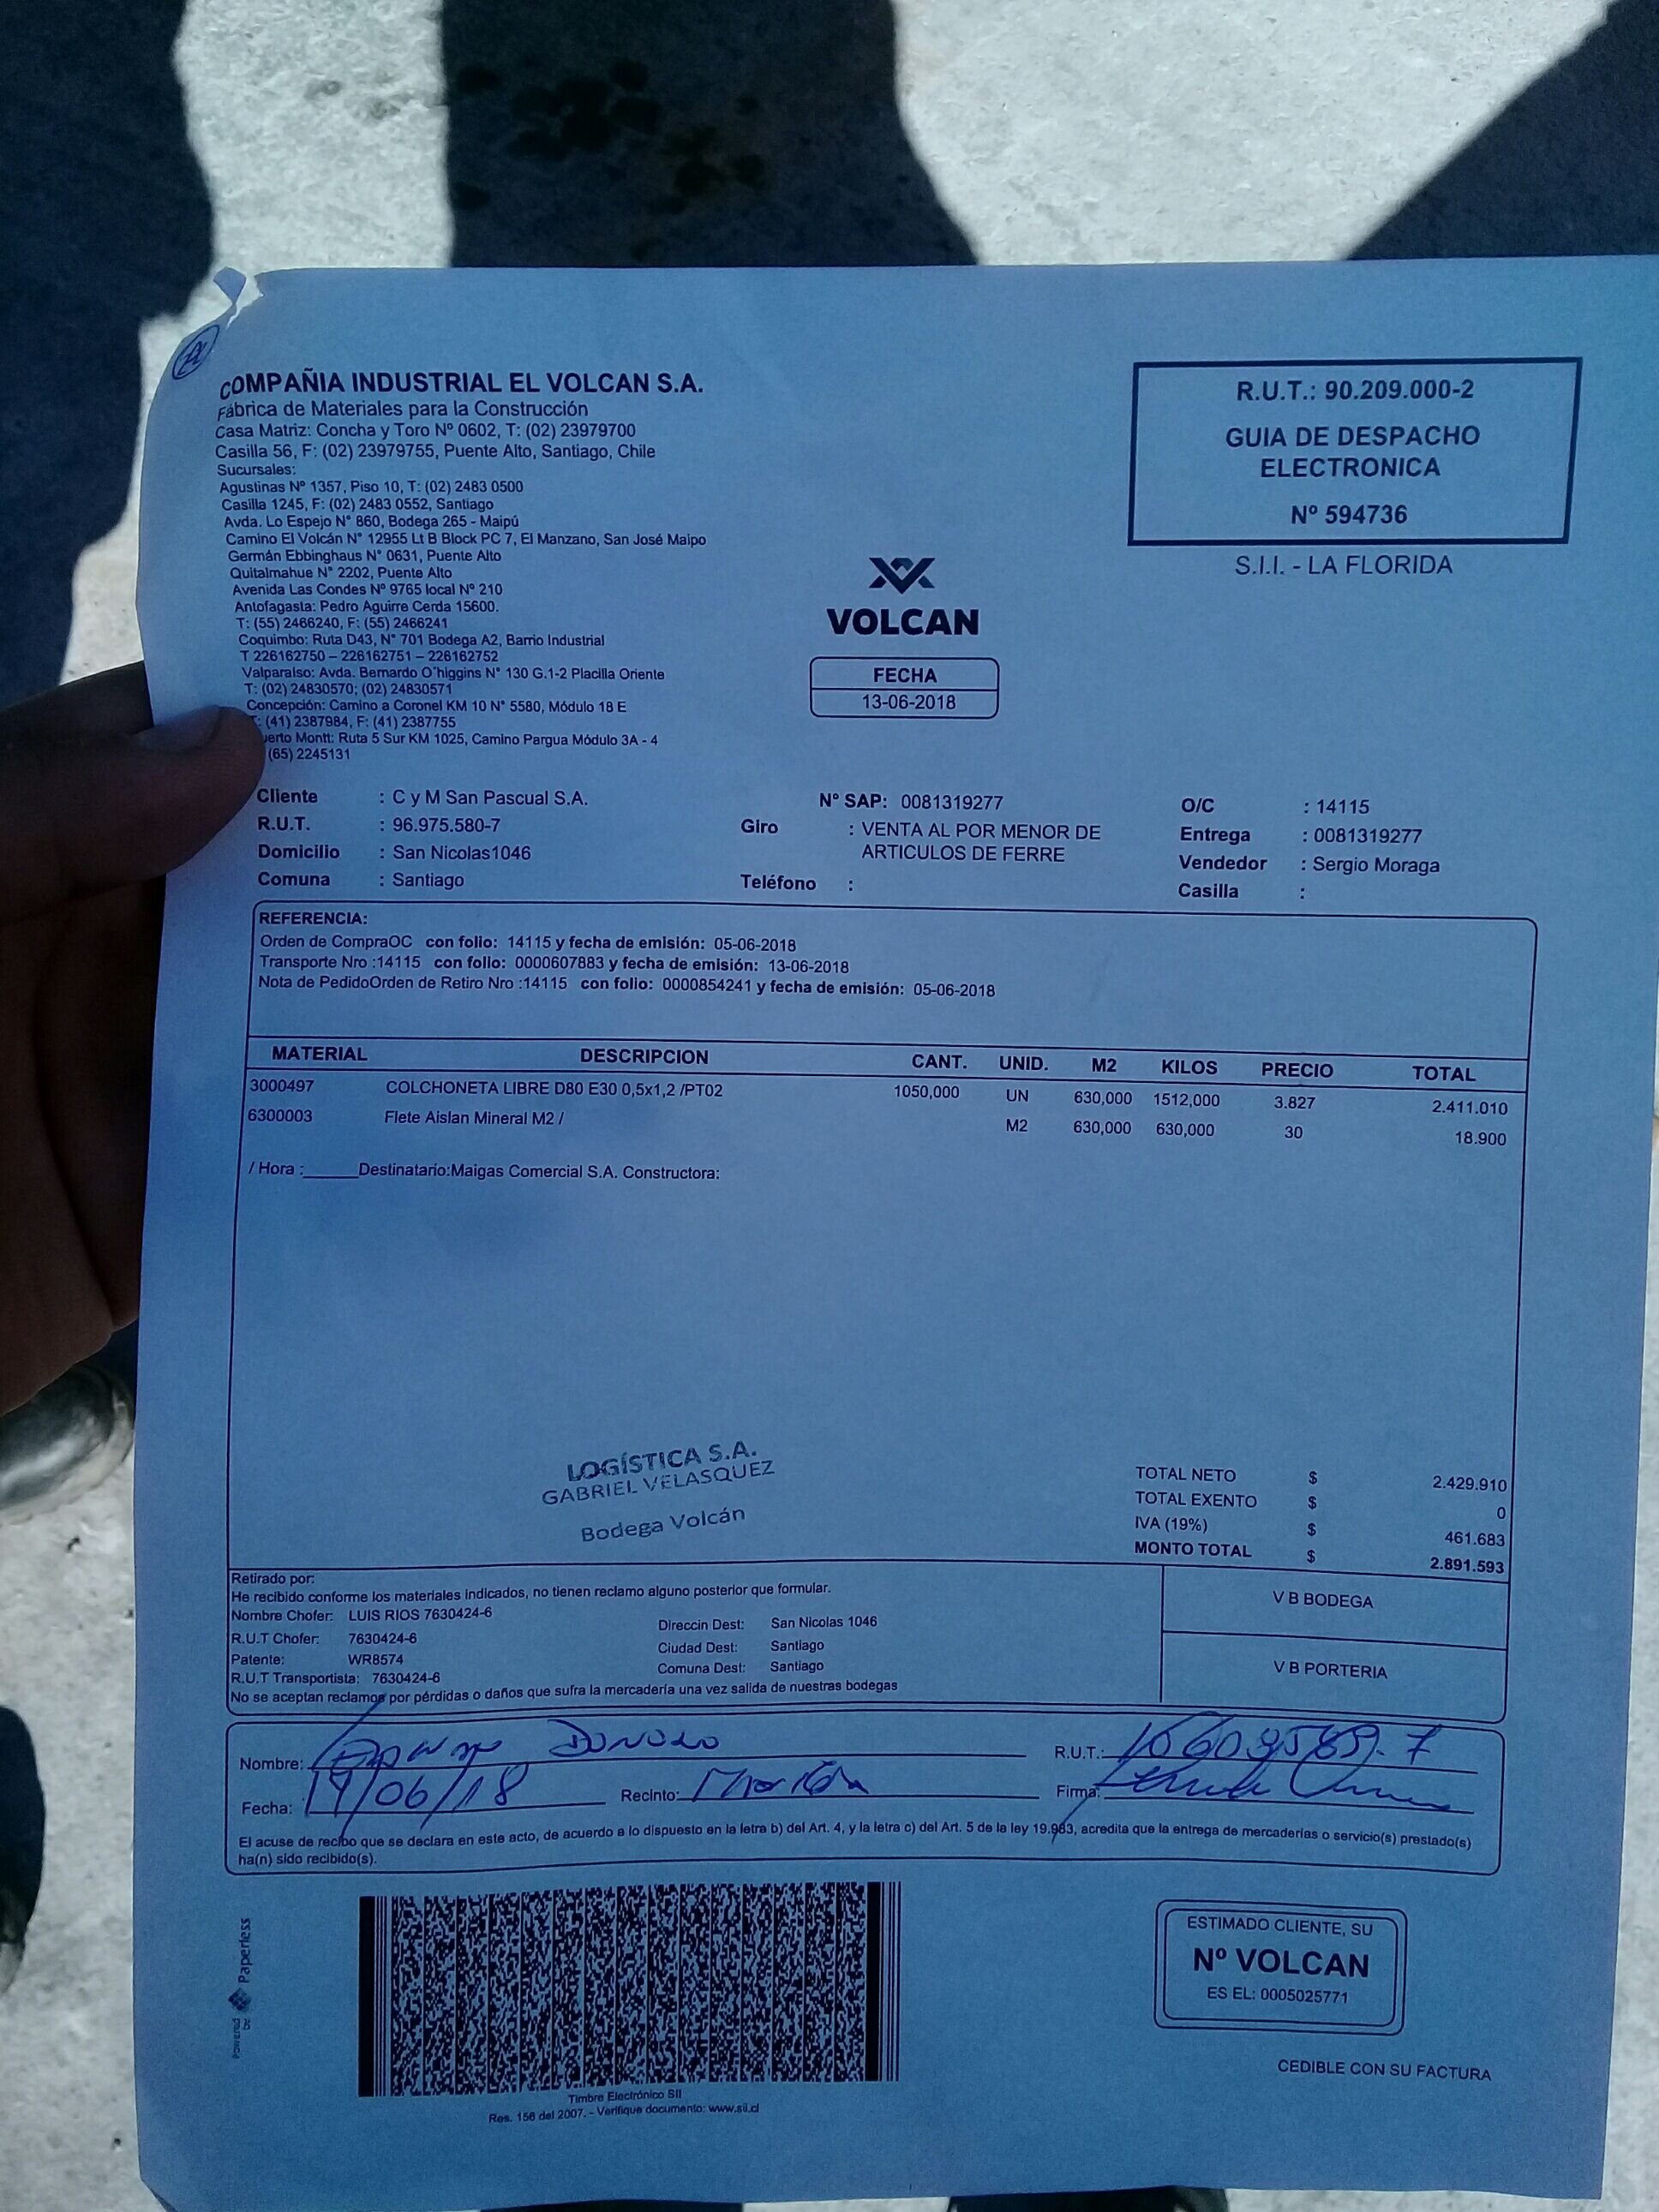 COMPAÑIA INDUSTRIAL EL VOLCAN S.A.
Fábrica de Materiales para la Construcción
Casa Matriz: Concha y Toro Nº 0602, T: (02) 23979700
Casilla 56, F: (02) 23979755, Puente Alto, Santiago, Chile
Sucursales:
Agustinas Nº 1357, Piso 10, T: (02) 2483 0500
Casilla 1245, F: (02) 2483 0552, Santiago
Avda. Lo Espejo N° 860, Bodega 265 - Maipú
Camino El Volcán N° 12955 Lt B Block PC 7, El Manzano, San José Maipo
Germán Ebbinghaus N° 0631, Puente Alto
Quitalmahue N° 2202, Puente Alto
Avenida Las Condes Nº 9765 local Nº 210
Antofagasta: Pedro Aguirre Cerda 15600.
T: (55) 2466240, F: (55) 2466241
Coquimbo: Ruta D43, N° 701 Bodega A2, Barrio Industrial
T 226162750 – 226162751 – 226162752
Valparaíso: Avda. Bernardo O´higgins N° 130 G.1-2 Placilla Oriente
T: (02) 24830570; (02) 24830571
Concepción: Camino a Coronel KM 10 N° 5580, Módulo 18 E
T: (41) 2387984, F: (41) 2387755
uerto Montt: Ruta 5 Sur KM 1025, Camino Pargua Módulo 3A - 4
(65) 2245131
R.U.T.: 90.209.000-2
GUIA DE DESPACHO
ELECTRONICA
Nº 594736
S.I.I. - LA FLORIDA
VOLCAN
FECHA
13-06-2018
Cliente : C y M San Pascual S.A. N° SAP: 0081319277 O/C : 14115
R.U.T. : 96.975.580-7 Giro : VENTA AL POR MENOR DE Entrega : 0081319277
Domicilio : San Nicolas1046 ARTICULOS DE FERRE Vendedor : Sergio Moraga
Comuna : Santiago Teléfono : Casilla :
REFERENCIA:
Orden de CompraOC con folio: 14115 y fecha de emisión: 05-06-2018
Transporte Nro :14115 con folio: 0000607883 y fecha de emisión: 13-06-2018
Nota de PedidoOrden de Retiro Nro :14115 con folio: 0000854241 y fecha de emisión: 05-06-2018
MATERIAL DESCRIPCION CANT. UNID. M2 KILOS PRECIO TOTAL
3000497 COLCHONETA LIBRE D80 E30 0,5x1,2 /PT02 1050,000 UN 630,000 1512,000 3.827 2.411.010
6300003 Flete Aislan Mineral M2 / M2 630,000 630,000 30 18.900
/ Hora :______Destinatario:Maigas Comercial S.A. Constructora:
LOGÍSTICA S.A.
GABRIEL VELASQUEZ
Bodega Volcán
TOTAL NETO $ 2.429.910
TOTAL EXENTO $ 0
IVA (19%) $ 461.683
MONTO TOTAL $ 2.891.593
Retirado por:
He recibido conforme los materiales indicados, no tienen reclamo alguno posterior que formular.
Nombre Chofer: LUIS RIOS 7630424-6 Direccin Dest: San Nicolas 1046
R.U.T Chofer: 7630424-6 Ciudad Dest: Santiago
Patente: WR8574 Comuna Dest: Santiago
R.U.T Transportista: 7630424-6
No se aceptan reclamos por pérdidas o daños que sufra la mercadería una vez salida de nuestras bodegas
V B BODEGA
V B PORTERIA
Nombre: Donoso R.U.T.:
Fecha: 19/06/18 Recinto: Firma:
El acuse de recibo que se declara en este acto, de acuerdo a lo dispuesto en la letra b) del Art. 4, y la letra c) del Art. 5 de la ley 19.983, acredita que la entrega de mercaderías o servicio(s) prestado(s)
ha(n) sido recibido(s).
Powered by Paperless
Timbre Electrónico SII
Res. 156 del 2007. - Verifique documento: www.sii.cl
ESTIMADO CLIENTE, SU
Nº VOLCAN
ES EL: 0005025771
CEDIBLE CON SU FACTURA